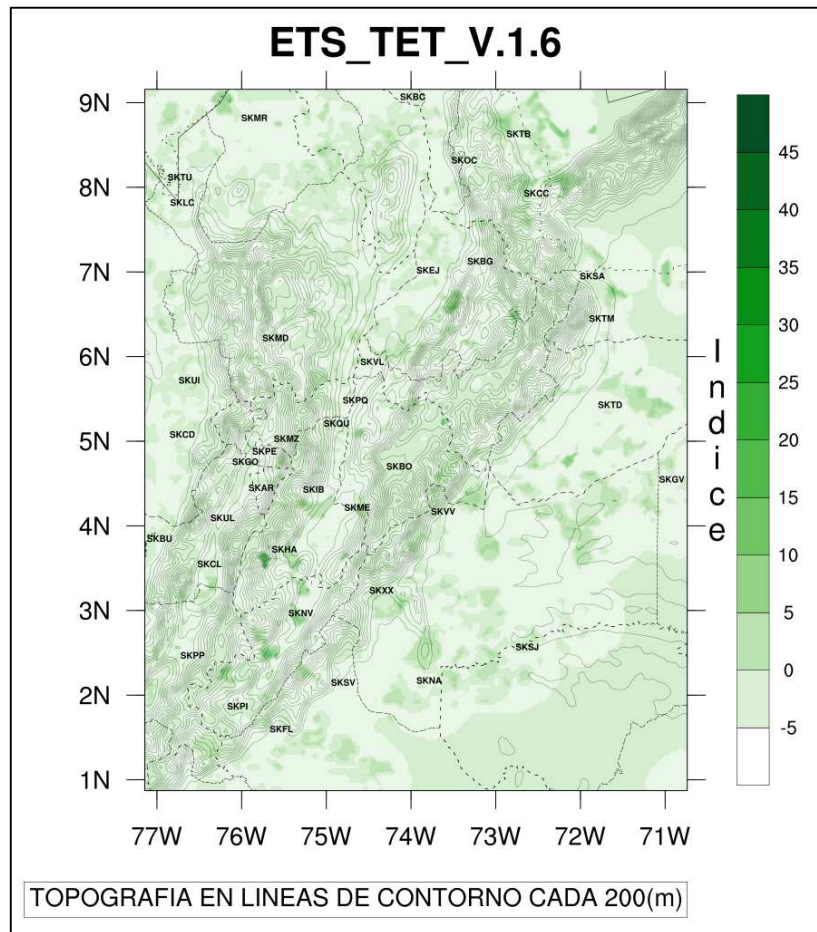 ETS_TET_V.1.6
9N
SKBC
SKMR
SKTB
SKOC
SKTU
8N
SKLC
SKCC
SKBG
7N
SKEJ
SKSA
SKTM
SKMD
6N
SKVL
SKUI
SKPQ
SKTD
SKQU
SKCD
5N
SKMZ
SKPE
SKGO
SKBO
SKGV
SKAR
SKIB
SKME
SKUL
4N
SKVV
SKBU
SKHA
SKCL
SKXX
3N
SKNV
SKSJ
SKPP
SKSV
SKNA
2N
SKPI
SKFL
1N
77W 76W 75W 74W 73W 72W 71W
45
40
35
30
25
20
15
10
5
0
-5
Indice
TOPOGRAFIA EN LINEAS DE CONTORNO CADA 200(m)